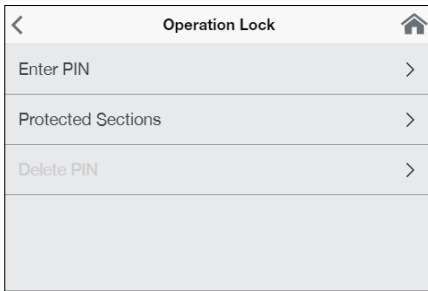 Operation Lock
Enter PIN
Protected Sections
Delete PIN